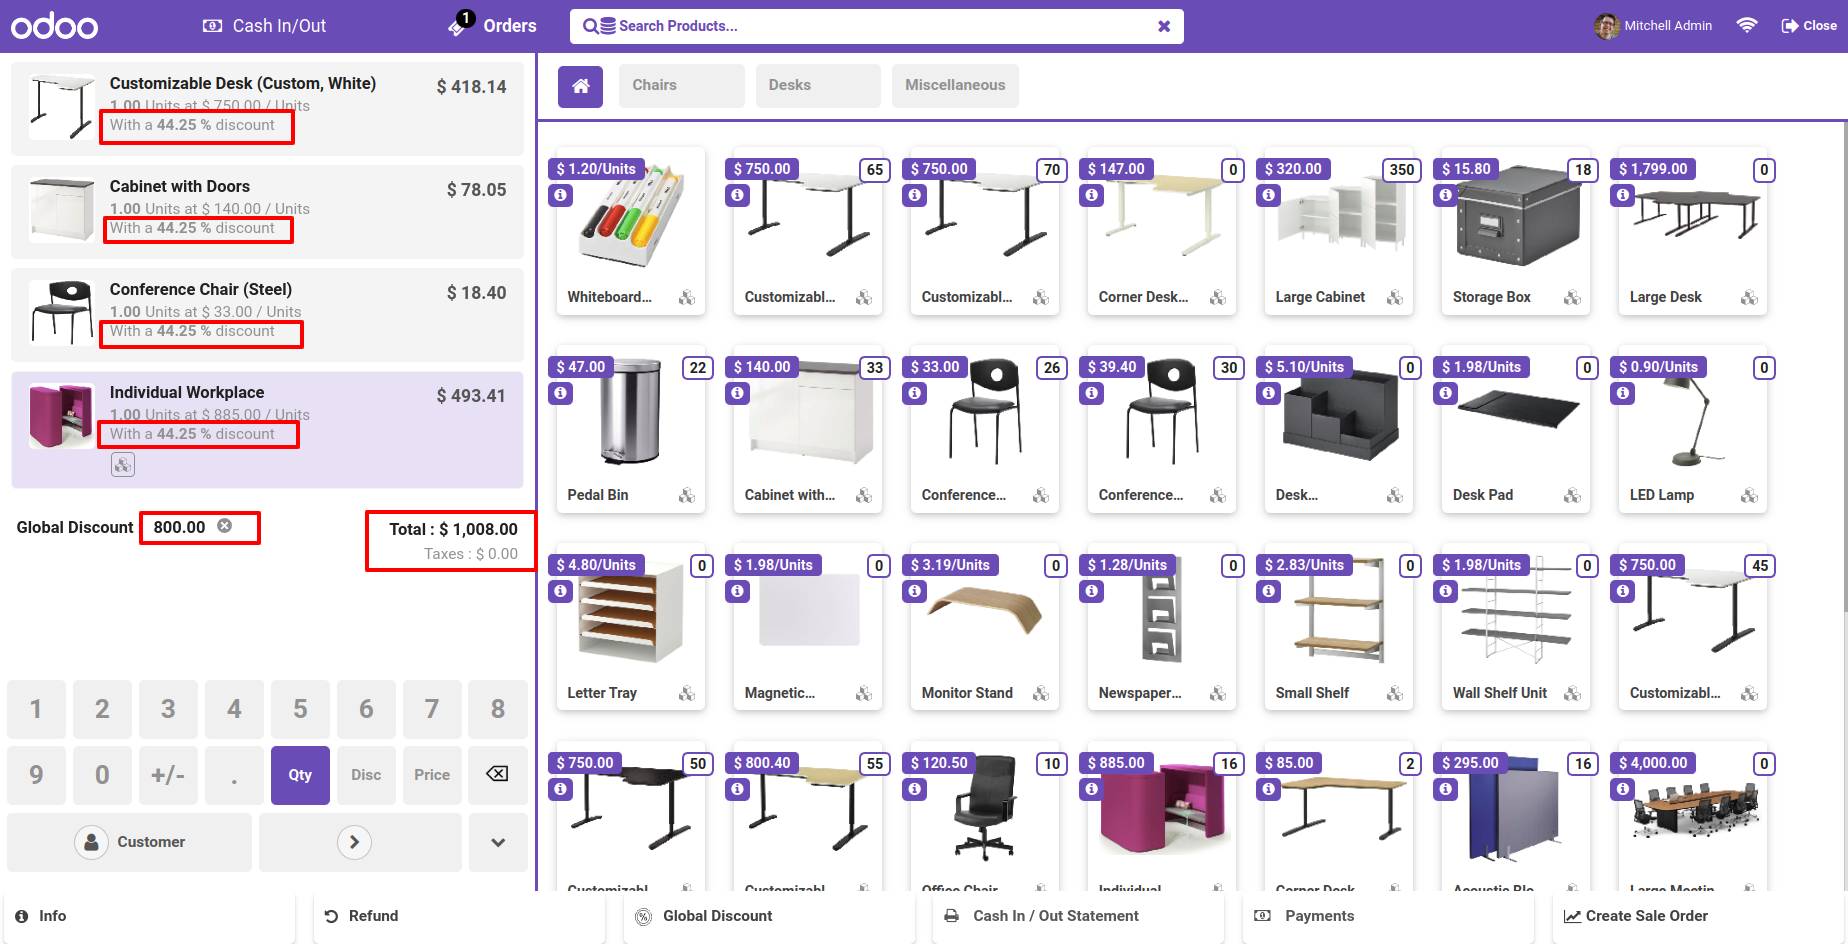 odoo
Cash In/Out
1
Orders
Search Products...
Mitchell Admin
Close
Customizable Desk (Custom, White)
$ 418.14
1.00 Units at $ 750.00 / Units
With a 44.25 % discount
Cabinet with Doors
$ 78.05
1.00 Units at $ 140.00 / Units
With a 44.25 % discount
Conference Chair (Steel)
$ 18.40
1.00 Units at $ 33.00 / Units
With a 44.25 % discount
Individual Workplace
$ 493.41
1.00 Units at $ 885.00 / Units
With a 44.25 % discount
Global Discount 800.00
Total : $ 1,008.00
Taxes : $ 0.00
1 2 3 4 5 6 7 8
9 0 +/- . Qty Disc Price
Customer
Chairs Desks Miscellaneous
$ 1.20/Units $ 750.00 65 $ 750.00 70 $ 147.00 0 $ 320.00 350 $ 15.80 18 $ 1,799.00 0
Whiteboard... Customizabl... Customizabl... Corner Desk... Large Cabinet Storage Box Large Desk
$ 47.00 22 $ 140.00 33 $ 33.00 26 $ 39.40 30 $ 5.10/Units 0 $ 1.98/Units 0 $ 0.90/Units 0
Pedal Bin Cabinet with... Conference... Conference... Desk... Desk Pad LED Lamp
$ 4.80/Units 0 $ 1.98/Units 0 $ 3.19/Units 0 $ 1.28/Units 0 $ 2.83/Units 0 $ 1.98/Units 0 $ 750.00 45
Letter Tray Magnetic... Monitor Stand Newspaper... Small Shelf Wall Shelf Unit Customizabl...
$ 750.00 50 $ 800.40 55 $ 120.50 10 $ 885.00 16 $ 85.00 2 $ 295.00 16 $ 4,000.00 0
Customizabl Customizabl Office Chair Individual Corner Desk Acoustic Blo Large Meetin
Info Refund Global Discount Cash In / Out Statement Payments Create Sale Order